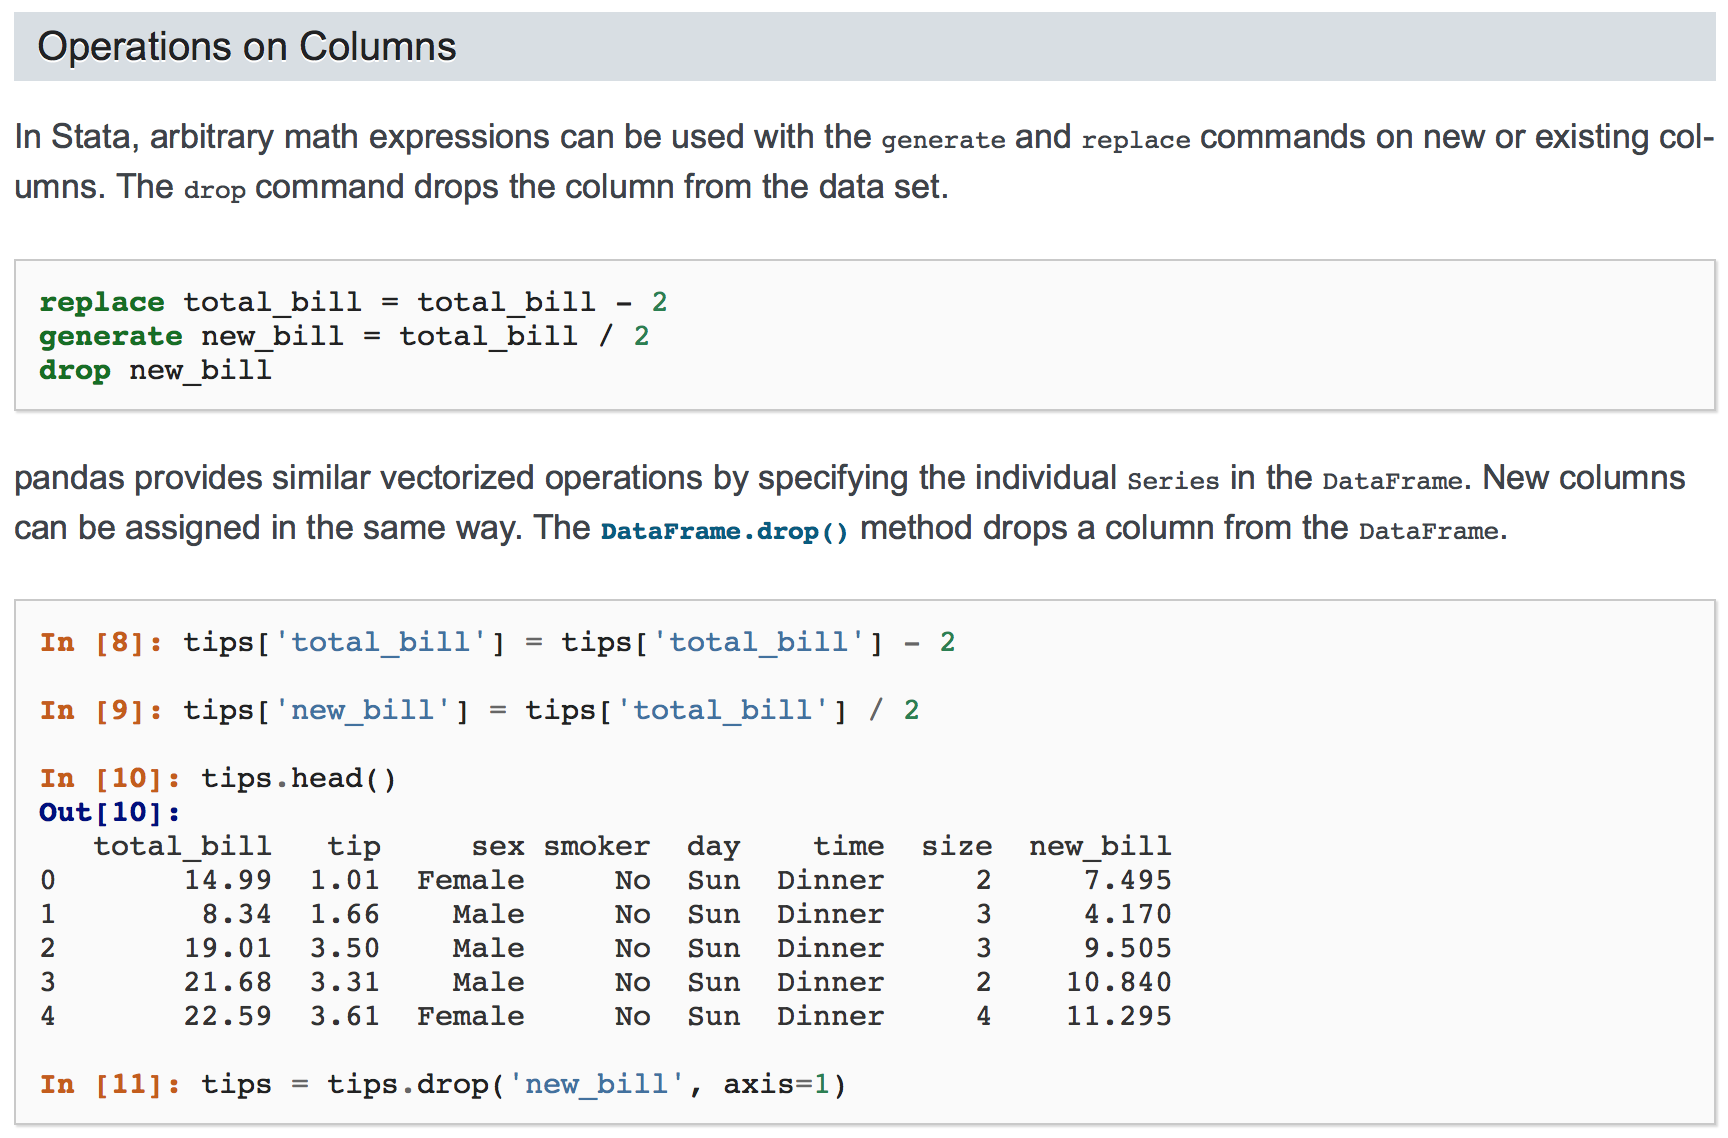 Operations on Columns
In Stata, arbitrary math expressions can be used with the generate and replace commands on new or existing col-
umns. The drop command drops the column from the data set.
replace total_bill = total_bill - 2
generate new_bill = total_bill / 2
drop new_bill
pandas provides similar vectorized operations by specifying the individual Series in the DataFrame. New columns
can be assigned in the same way. The DataFrame.drop() method drops a column from the DataFrame.
In [8]: tips['total_bill'] = tips['total_bill'] - 2
In [9]: tips['new_bill'] = tips['total_bill'] / 2
In [10]: tips.head()
Out[10]:
   total_bill   tip     sex smoker  day    time  size  new_bill
0       14.99  1.01  Female     No  Sun  Dinner     2     7.495
1        8.34  1.66    Male     No  Sun  Dinner     3     4.170
2       19.01  3.50    Male     No  Sun  Dinner     3     9.505
3       21.68  3.31    Male     No  Sun  Dinner     2    10.840
4       22.59  3.61  Female     No  Sun  Dinner     4    11.295
In [11]: tips = tips.drop('new_bill', axis=1)